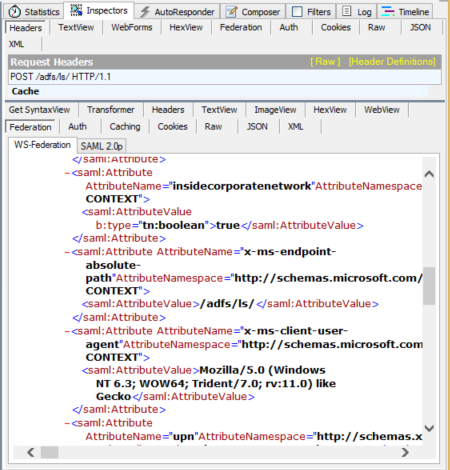 Statistics Inspectors AutoResponder Composer Filters Log Timeline
Headers TextView WebForms HexView Federation Auth Cookies Raw JSON
XML
Request Headers [ Raw ] [Header Definitions]
POST /adfs/ls/ HTTP/1.1
Cache
Get SyntaxView Transformer Headers TextView ImageView HexView WebView
Federation Auth Caching Cookies Raw JSON XML
WS-Federation SAML 2.0p
</saml:Attribute>
−<saml:Attribute
AttributeName="insidecorporatenetwork"AttributeNamespace
CONTEXT">
<saml:AttributeValue
b:type="tn:boolean">true</saml:AttributeValue>
</saml:Attribute>
−<saml:Attribute AttributeName="x-ms-endpoint-
absolute-
path"AttributeNamespace="http://schemas.microsoft.com/
CONTEXT">
<saml:AttributeValue>/adfs/ls/</saml:AttributeValue>
</saml:Attribute>
−<saml:Attribute AttributeName="x-ms-client-user-
agent"AttributeNamespace="http://schemas.microsoft.com
CONTEXT">
<saml:AttributeValue>Mozilla/5.0 (Windows
NT 6.3; WOW64; Trident/7.0; rv:11.0) like
Gecko</saml:AttributeValue>
</saml:Attribute>
−<saml:Attribute
AttributeName="upn"AttributeNamespace="http://schemas.x